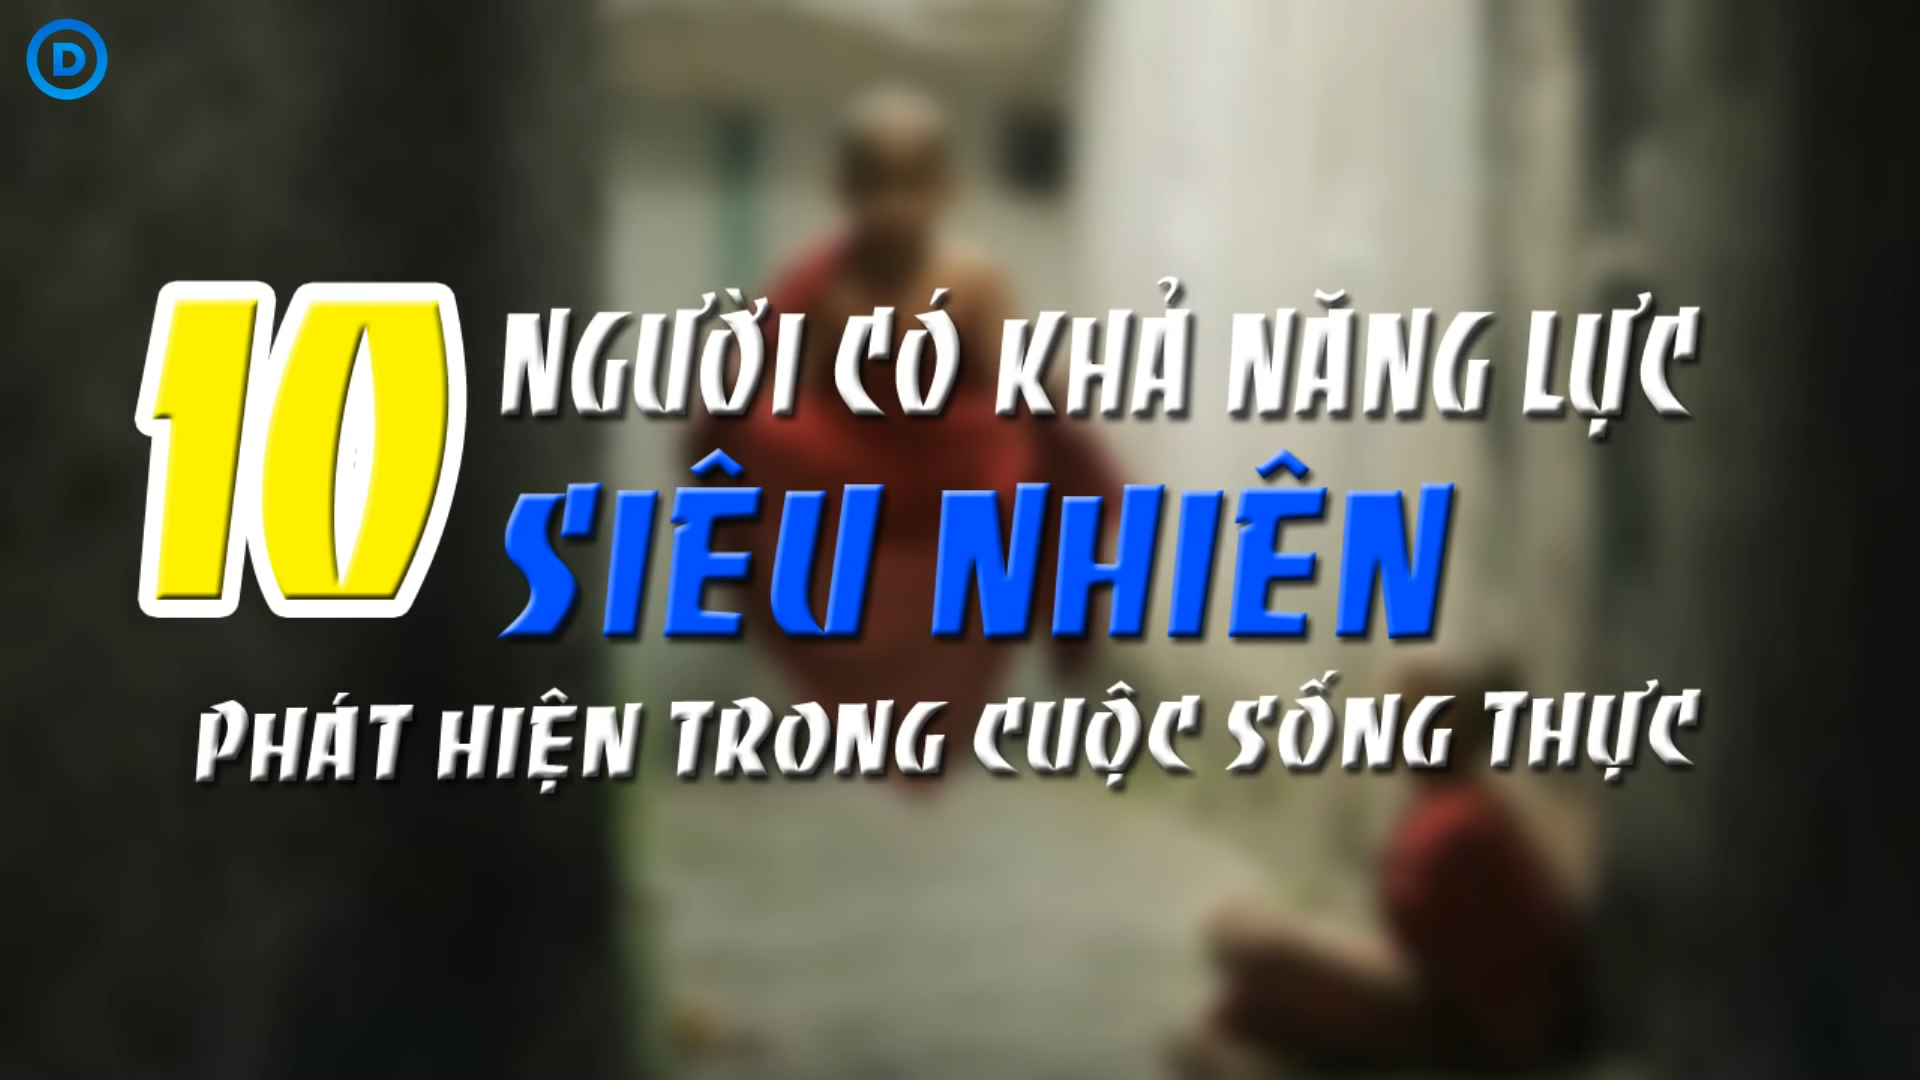 D
10 NGƯỜI CÓ KHẢ NĂNG LỰC
SIÊU NHIÊN
PHÁT HIỆN TRONG CUỘC SỐNG THỰC